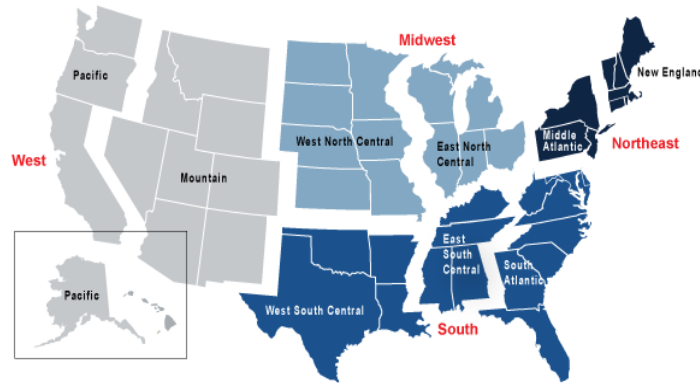 Midwest
Pacific
New England
West North Central
East North
Central
Middle
Atlantic
Northeast
West
Mountain
East
South
Central
South
Atlantic
Pacific
West South Central
South